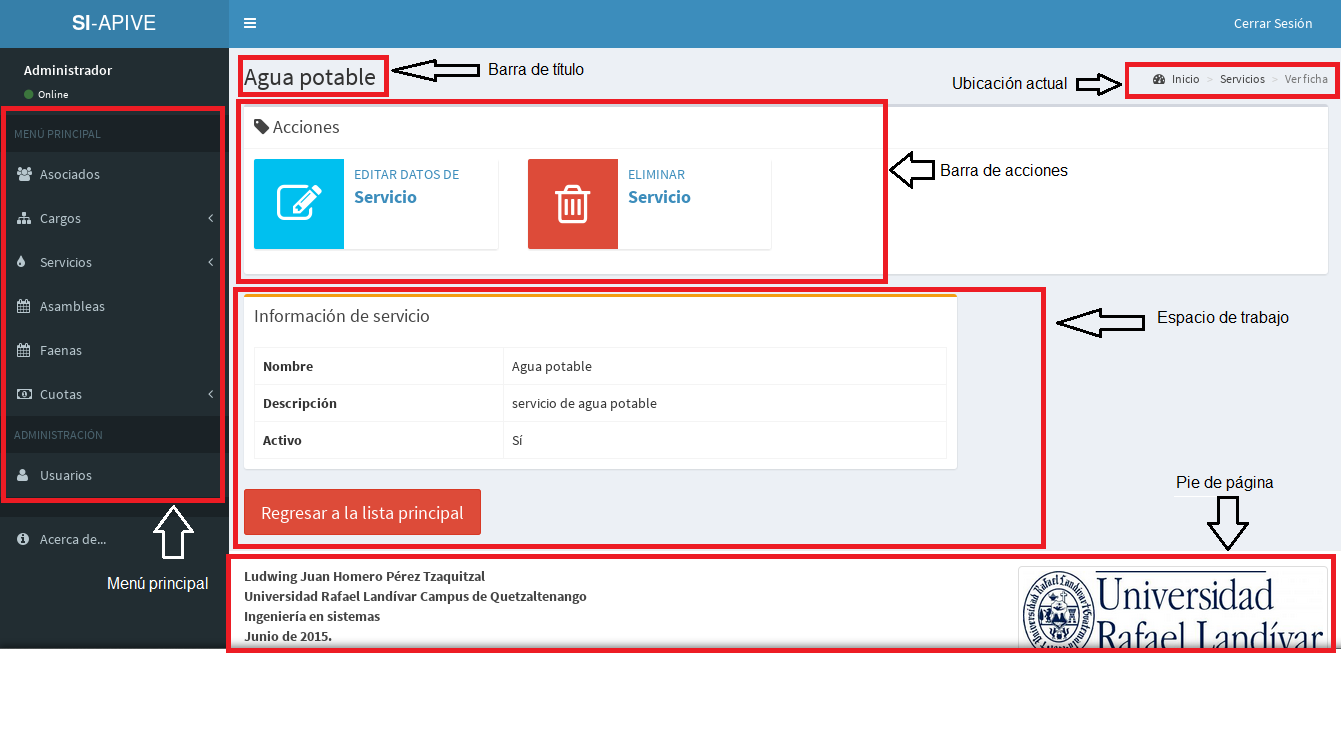 SI-APIVE
Cerrar Sesión
Administrador
Online
MENÚ PRINCIPAL
Asociados
Cargos
Servicios
Asambleas
Faenas
Cuotas
ADMINISTRACIÓN
Usuarios
Acerca de...
Menú principal
Agua potable
Barra de título
Ubicación actual
Inicio > Servicios > Ver ficha
Acciones
EDITAR DATOS DE
Servicio
ELIMINAR
Servicio
Barra de acciones
Información de servicio
Nombre Agua potable
Descripción servicio de agua potable
Activo Sí
Espacio de trabajo
Regresar a la lista principal
Pie de página
Ludwing Juan Homero Pérez Tzaquitzal
Universidad Rafael Landívar Campus de Quetzaltenango
Ingeniería en sistemas
Junio de 2015.
Universidad
Rafael Landívar